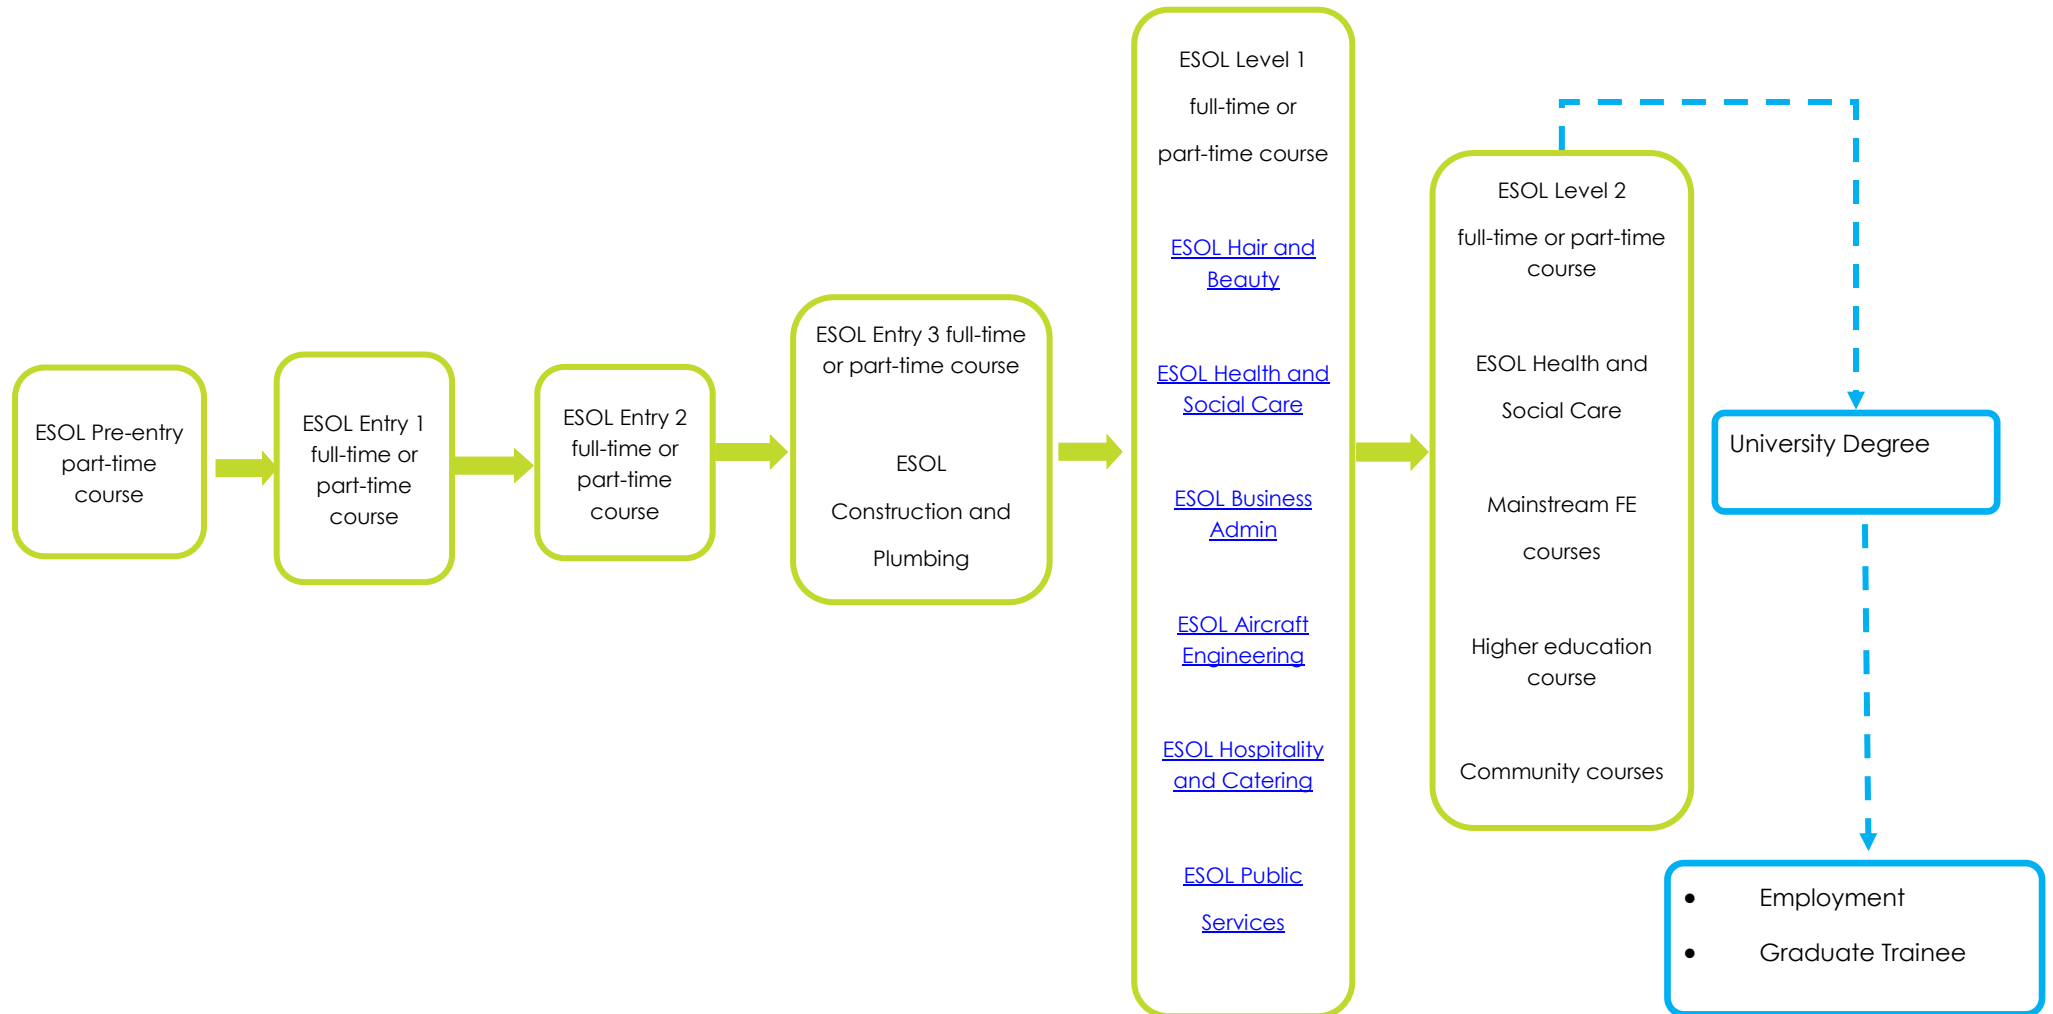 ESOL Pre-entry
part-time
course
ESOL Entry 1
full-time or
part-time
course
ESOL Entry 2
full-time or
part-time
course
ESOL Entry 3 full-time
or part-time course
ESOL
Construction and
Plumbing
ESOL Level 1
full-time or
part-time course
ESOL Hair and
Beauty
ESOL Health and
Social Care
ESOL Business
Admin
ESOL Aircraft
Engineering
ESOL Hospitality
and Catering
ESOL Public
Services
ESOL Level 2
full-time or part-time
course
ESOL Health and
Social Care
Mainstream FE
courses
Higher education
course
Community courses
University Degree
• Employment
• Graduate Trainee